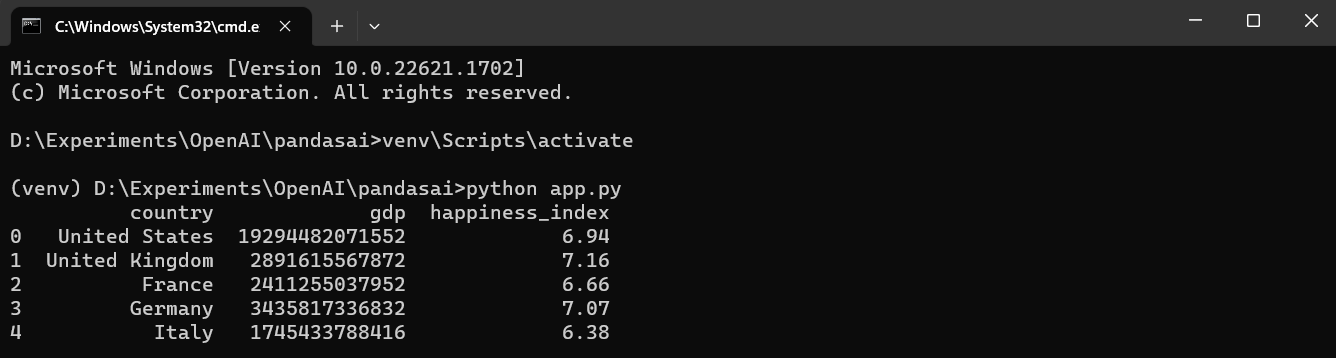 C:\Windows\System32\cmd.e
Microsoft Windows [Version 10.0.22621.1702]
(c) Microsoft Corporation. All rights reserved.
D:\Experiments\OpenAI\pandasai>venv\Scripts\activate
(venv) D:\Experiments\OpenAI\pandasai>python app.py
country gdp happiness_index
0 United States 19294482071552 6.94
1 United Kingdom 2891615567872 7.16
2 France 2411255037952 6.66
3 Germany 3435817336832 7.07
4 Italy 1745433788416 6.38